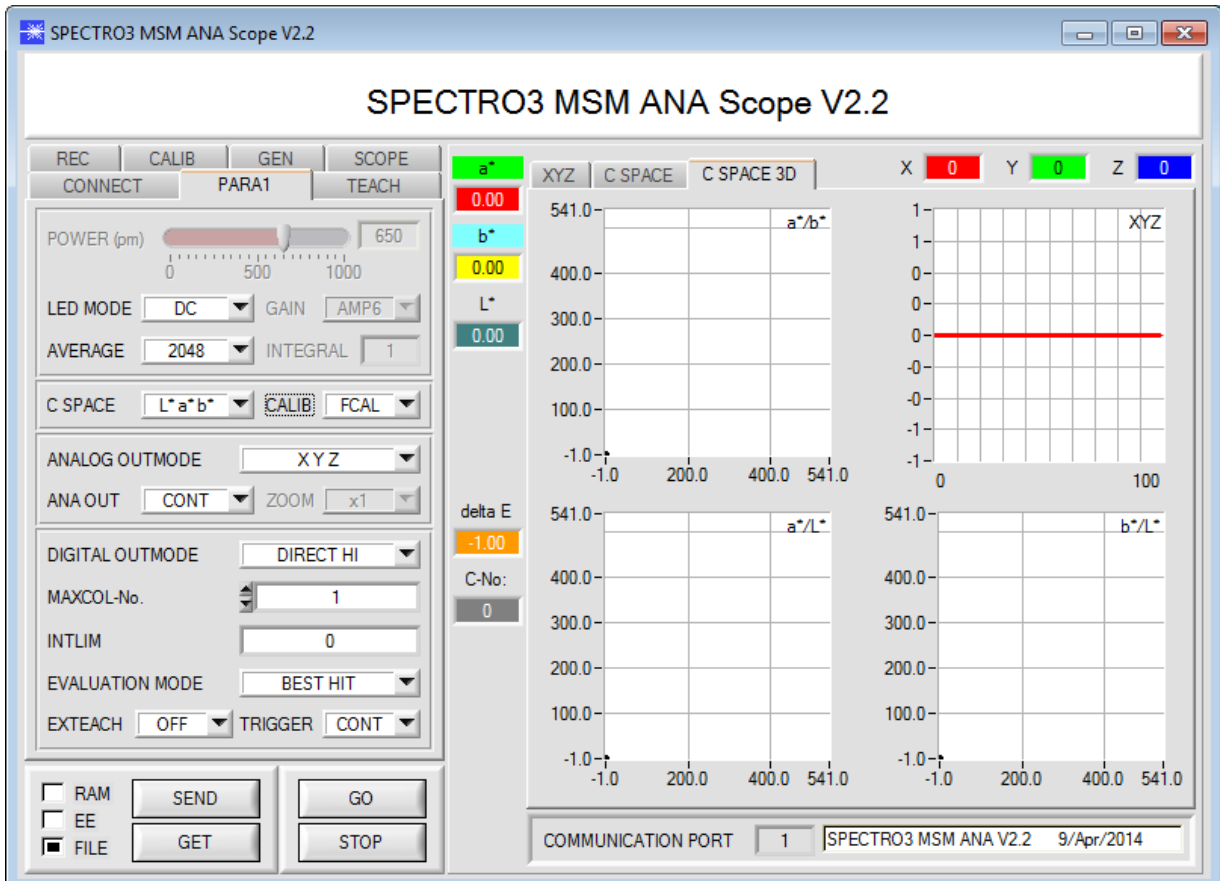 SPECTRO3 MSM ANA Scope V2.2
SPECTRO3 MSM ANA Scope V2.2
REC CALIB GEN SCOPE
CONNECT PARA1 TEACH
POWER (pm) 650
0 500 1000
LED MODE DC GAIN AMP6
AVERAGE 2048 INTEGRAL 1
C SPACE L*a*b* CALIB FCAL
ANALOG OUTMODE X Y Z
ANA OUT CONT ZOOM x1
DIGITAL OUTMODE DIRECT HI
MAXCOL-No. 1
INTLIM 0
EVALUATION MODE BEST HIT
EXTEACH OFF TRIGGER CONT
RAM
EE
FILE
SEND
GET
GO
STOP
a*
0.00
b*
0.00
L*
0.00
delta E
-1.00
C-No:
0
XYZ C SPACE C SPACE 3D
X 0 Y 0 Z 0
a*/b*
541.0
400.0
300.0
200.0
100.0
-1.0
-1.0 200.0 400.0 541.0
XYZ
1
1
0
0
0
-0
-0
-1
-1
0 100
a*/L*
541.0
400.0
300.0
200.0
100.0
-1.0
-1.0 200.0 400.0 541.0
b*/L*
541.0
400.0
300.0
200.0
100.0
-1.0
-1.0 200.0 400.0 541.0
COMMUNICATION PORT 1 SPECTRO3 MSM ANA V2.2 9/Apr/2014